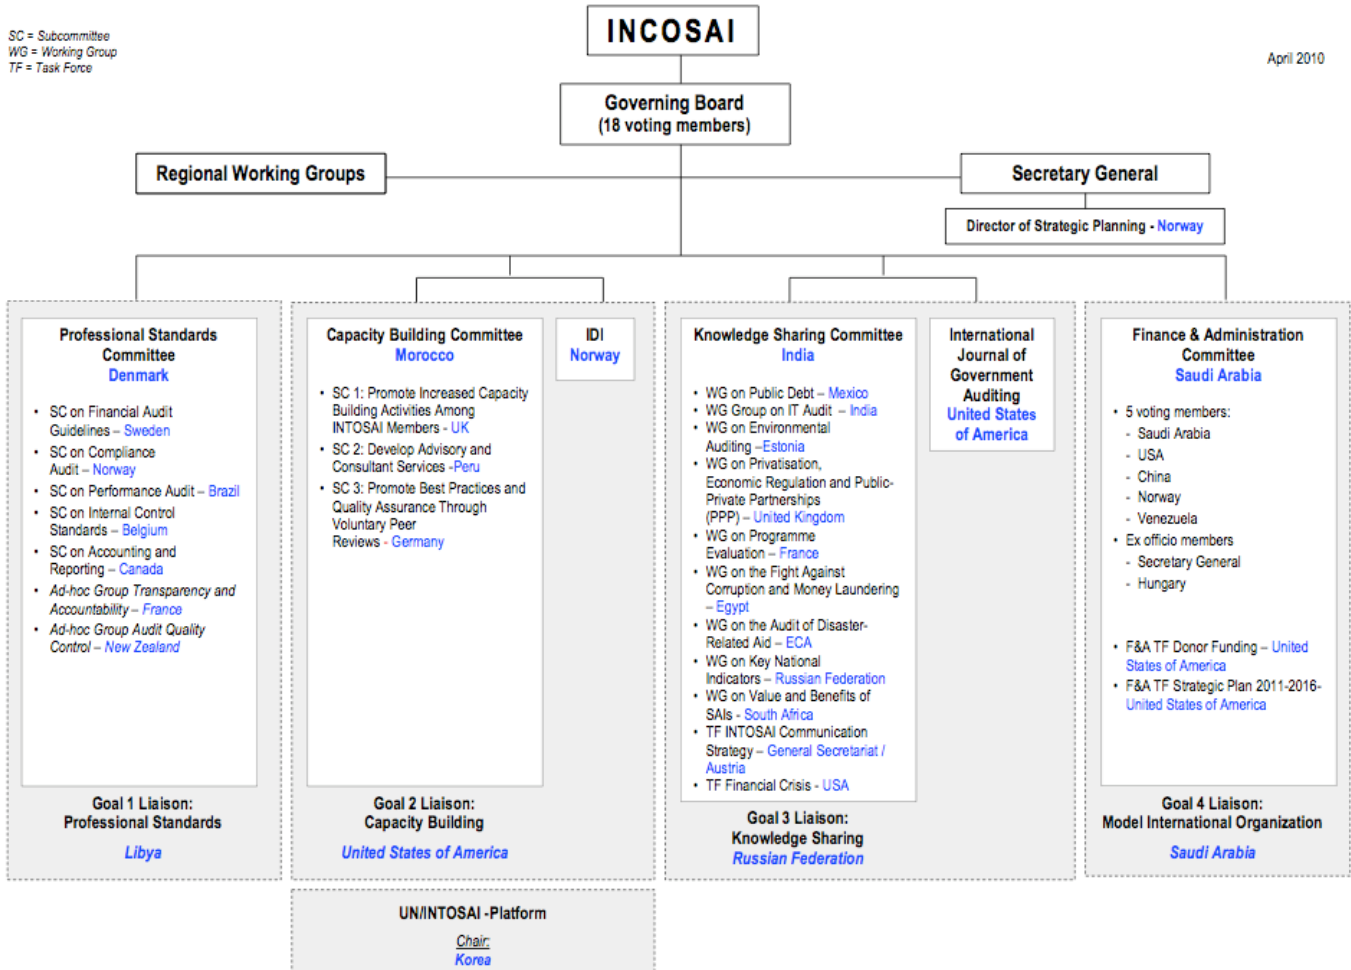 SC = Subcommittee
WG = Working Group
TF = Task Force
INCOSAI
April 2010
Governing Board
(18 voting members)
Regional Working Groups
Secretary General
Director of Strategic Planning - Norway
Professional Standards
Committee
Denmark
• SC on Financial Audit
Guidelines – Sweden
• SC on Compliance
Audit – Norway
• SC on Performance Audit – Brazil
• SC on Internal Control
Standards – Belgium
• SC on Accounting and
Reporting – Canada
• Ad-hoc Group Transparency and
Accountability – France
• Ad-hoc Group Audit Quality
Control – New Zealand
Goal 1 Liaison:
Professional Standards
Libya
Capacity Building Committee
Morocco
• SC 1: Promote Increased Capacity
Building Activities Among
INTOSAI Members - UK
• SC 2: Develop Advisory and
Consultant Services -Peru
• SC 3: Promote Best Practices and
Quality Assurance Through
Voluntary Peer
Reviews - Germany
IDI
Norway
Goal 2 Liaison:
Capacity Building
United States of America
Knowledge Sharing Committee
India
• WG on Public Debt – Mexico
• WG Group on IT Audit – India
• WG on Environmental
Auditing –Estonia
• WG on Privatisation,
Economic Regulation and Public-
Private Partnerships
(PPP) – United Kingdom
• WG on Programme
Evaluation – France
• WG on the Fight Against
Corruption and Money Laundering
– Egypt
• WG on the Audit of Disaster-
Related Aid – ECA
• WG on Key National
Indicators – Russian Federation
• WG on Value and Benefits of
SAIs - South Africa
• TF INTOSAI Communication
Strategy – General Secretariat /
Austria
• TF Financial Crisis - USA
International
Journal of
Government
Auditing
United States
of America
Goal 3 Liaison:
Knowledge Sharing
Russian Federation
Finance & Administration
Committee
Saudi Arabia
• 5 voting members:
- Saudi Arabia
- USA
- China
- Norway
- Venezuela
• Ex officio members
- Secretary General
- Hungary
• F&A TF Donor Funding – United
States of America
• F&A TF Strategic Plan 2011-2016-
United States of America
Goal 4 Liaison:
Model International Organization
Saudi Arabia
UN/INTOSAI -Platform
Chair:
Korea